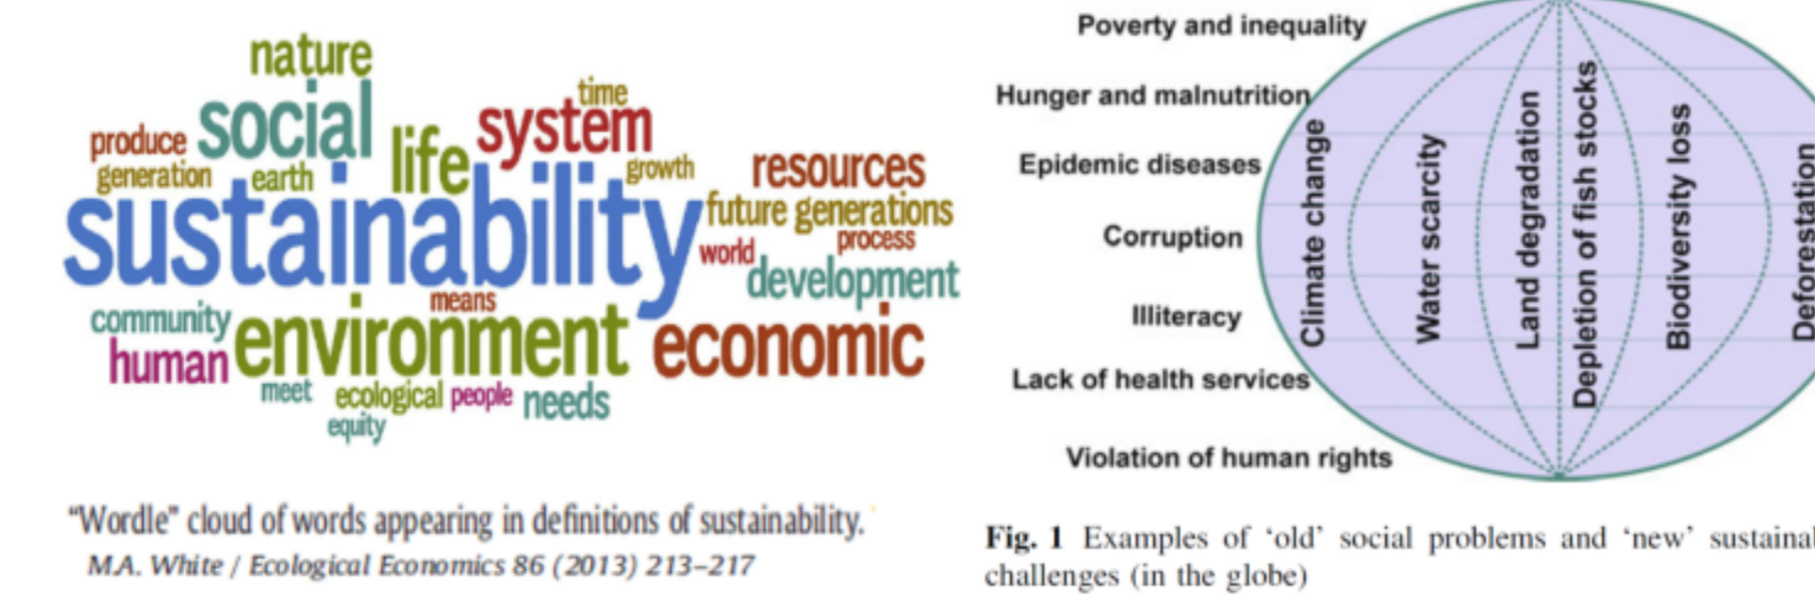 nature
time
social
system
produce
life
generation
earth
growth
resources
sustainability
future generations
world
process
development
means
community
environment
economic
human
meet
ecological
people
needs
equity
"Wordle" cloud of words appearing in definitions of sustainability.
M.A. White / Ecological Economics 86 (2013) 213–217
Poverty and inequality
Hunger and malnutrition
Epidemic diseases
Corruption
Illiteracy
Lack of health services
Violation of human rights
Climate change
Water scarcity
Land degradation
Depletion of fish stocks
Biodiversity loss
Deforestation
Fig. 1 Examples of 'old' social problems and 'new' sustaina
challenges (in the globe)